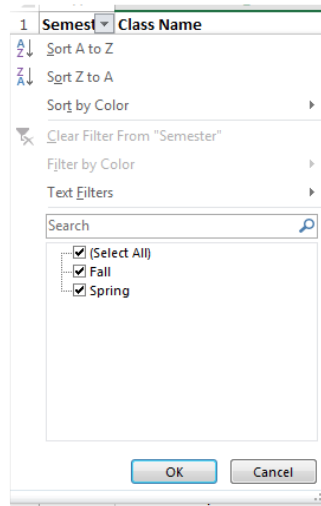 1 Semest Class Name
Sort A to Z
Sort Z to A
Sort by Color
Clear Filter From "Semester"
Filter by Color
Text Filters
Search
(Select All)
Fall
Spring
OK Cancel